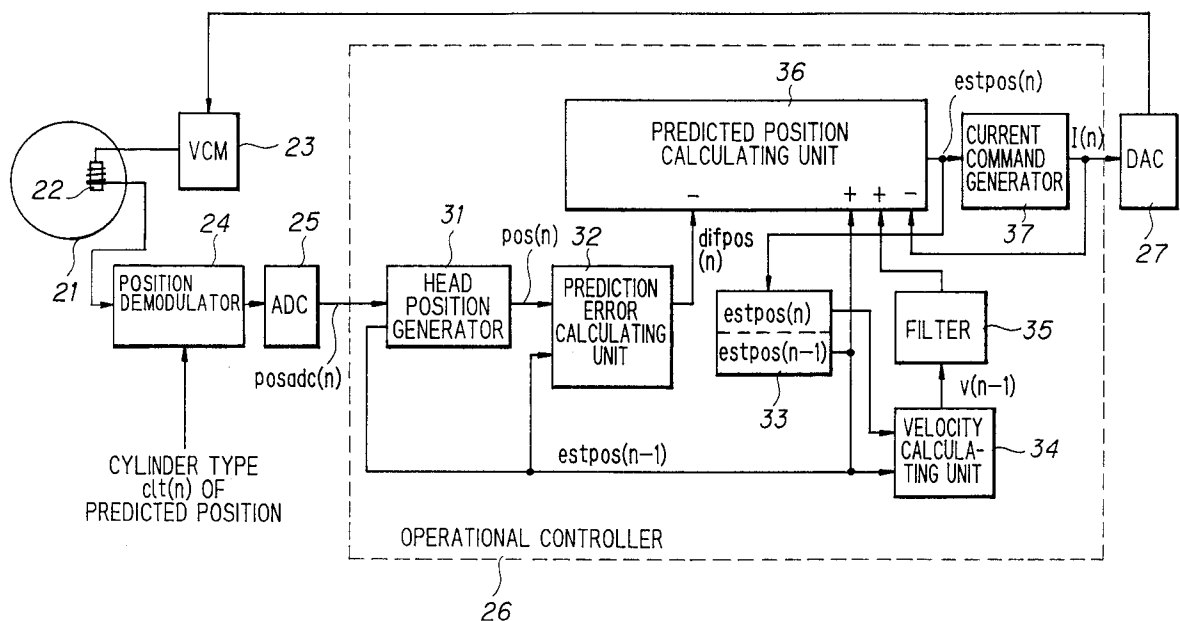 36
estpos(n)
PREDICTED POSITION
CALCULATING UNIT
CURRENT
COMMAND
GENERATOR
I(n)
DAC
VCM
23
22
21
24
25
31
pos(n)
32
difpos
(n)
37
27
POSITION
DEMODULATOR
ADC
HEAD
POSITION
GENERATOR
PREDICTION
ERROR
CALCULATING
UNIT
− + + −
estpos(n)
estpos(n−1)
33
FILTER
35
posadc(n)
v(n−1)
VELOCITY
CALCULA-
TING UNIT
34
estpos(n−1)
CYLINDER TYPE
clt(n) OF
PREDICTED POSITION
OPERATIONAL CONTROLLER
26